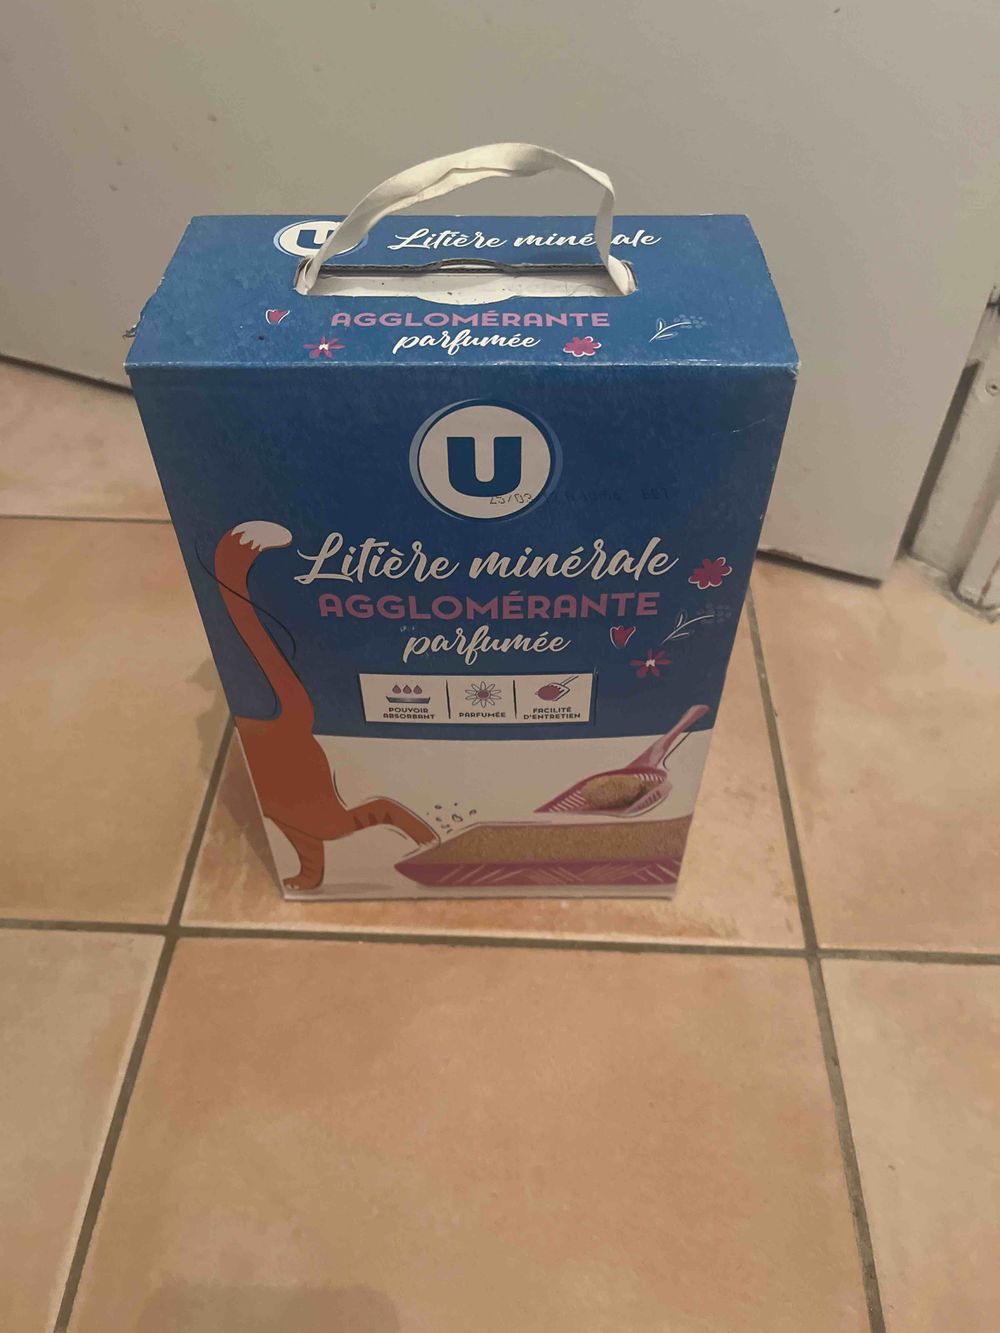 U Litière minérale
AGGLOMÉRANTE
parfumée
U
Litière minérale
AGGLOMÉRANTE
parfumée
POUVOIR
ABSORBANT
PARFUMÉE
FACILITÉ
D'ENTRETIEN